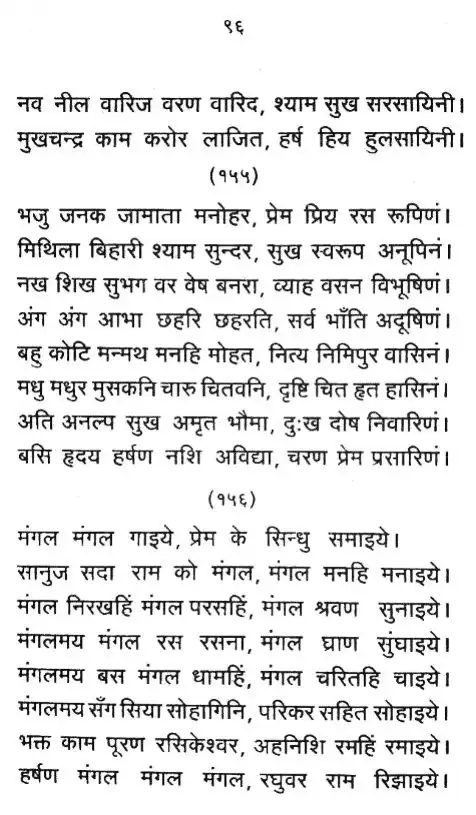 ९६
नव नील वारिज वरण वारिद, श्याम सुख सरसायिनी।
मुखचन्द्र काम करोर लाजित, हर्ष हिय हुलसायिनी।
(१५५)
भजु जनक जामाता मनोहर, प्रेम प्रिय रस रूपिणं।
मिथिला बिहारी श्याम सुन्दर, सुख स्वरूप अनूपिनं।
नख शिख सुभग वर वेष बनरा, व्याह वसन विभूषिणं।
अंग अंग आभा छहरि छहरति, सर्व भाँति अदूषिणं।
बहु कोटि मन्मथ मनहि मोहत, नित्य निमिपुर वासिनं।
मधु मधुर मुसकनि चारु चितवनि, दृष्टि चित हृत हासिनं।
अति अनल्प सुख अमृत भौमा, दुःख दोष निवारिणं।
बसि हृदय हर्षण नशि अविद्या, चरण प्रेम प्रसारिणं।
(१५६)
मंगल मंगल गाइये, प्रेम के सिन्धु समाइये।
सानुज सदा राम को मंगल, मंगल मनहि मनाइये।
मंगल निरखहिं मंगल परसहिं, मंगल श्रवण सुनाइये।
मंगलमय मंगल रस रसना, मंगल घ्राण सुंघाइये।
मंगलमय बस मंगल धामहिं, मंगल चरितहि चाइये।
मंगलमय सँग सिया सोहागिनि, परिकर सहित सोहाइये।
भक्त काम पूरण रसिकेश्वर, अहनिशि रमहिं रमाइये।
हर्षण मंगल मंगल मंगल, रघुवर राम रिझाइये।